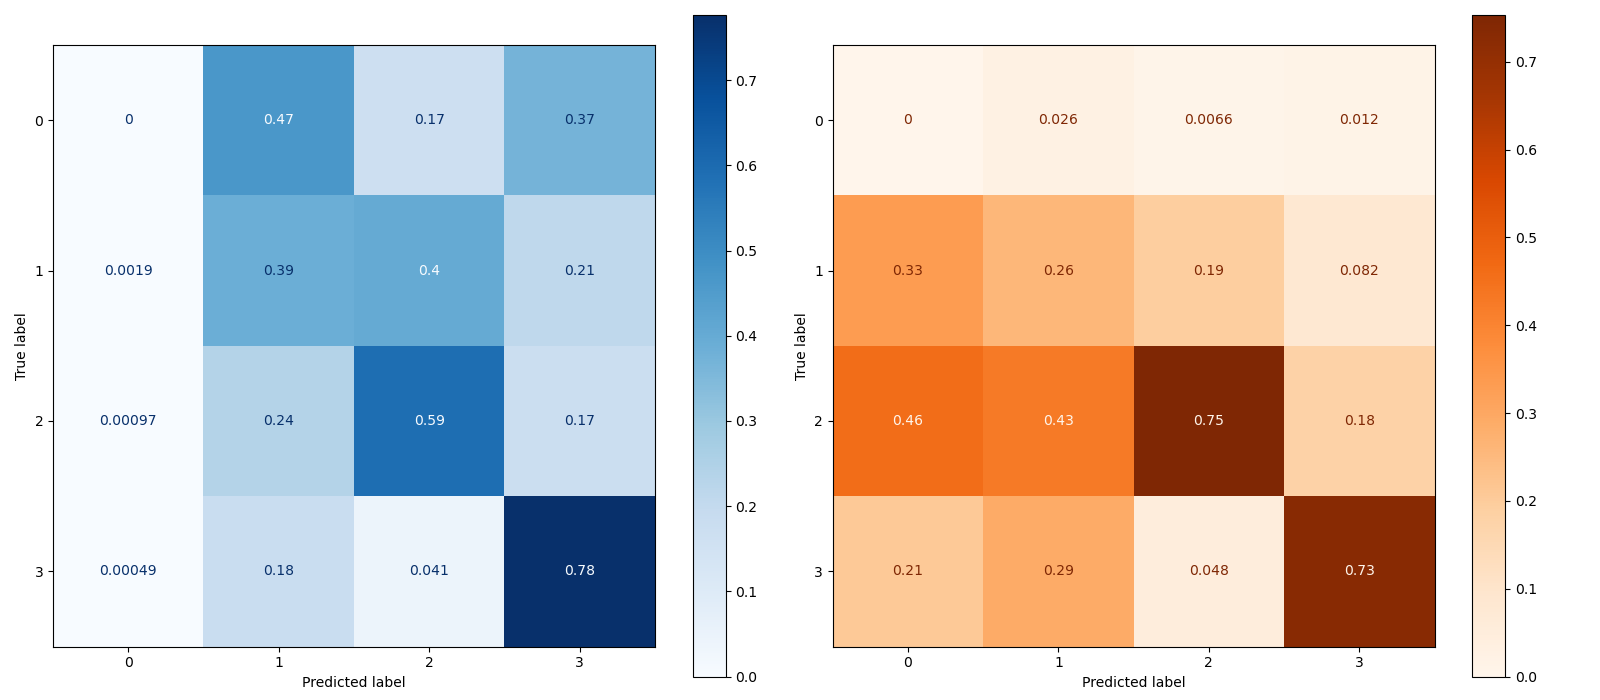 0 0 0.47 0.17 0.37
1 0.0019 0.39 0.4 0.21
2 0.00097 0.24 0.59 0.17
3 0.00049 0.18 0.041 0.78
0 1 2 3
Predicted label
True label
0.7
0.6
0.5
0.4
0.3
0.2
0.1
0.0
0 0 0.026 0.0066 0.012
1 0.33 0.26 0.19 0.082
2 0.46 0.43 0.75 0.18
3 0.21 0.29 0.048 0.73
0 1 2 3
Predicted label
True label
0.7
0.6
0.5
0.4
0.3
0.2
0.1
0.0